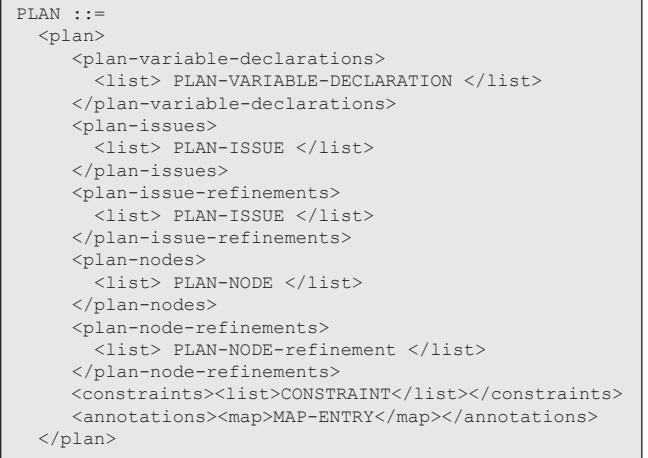 PLAN ::=
<plan>
<plan-variable-declarations>
<list> PLAN-VARIABLE-DECLARATION </list>
</plan-variable-declarations>
<plan-issues>
<list> PLAN-ISSUE </list>
</plan-issues>
<plan-issue-refinements>
<list> PLAN-ISSUE </list>
</plan-issue-refinements>
<plan-nodes>
<list> PLAN-NODE </list>
</plan-nodes>
<plan-node-refinements>
<list> PLAN-NODE-refinement </list>
</plan-node-refinements>
<constraints><list>CONSTRAINT</list></constraints>
<annotations><map>MAP-ENTRY</map></annotations>
</plan>